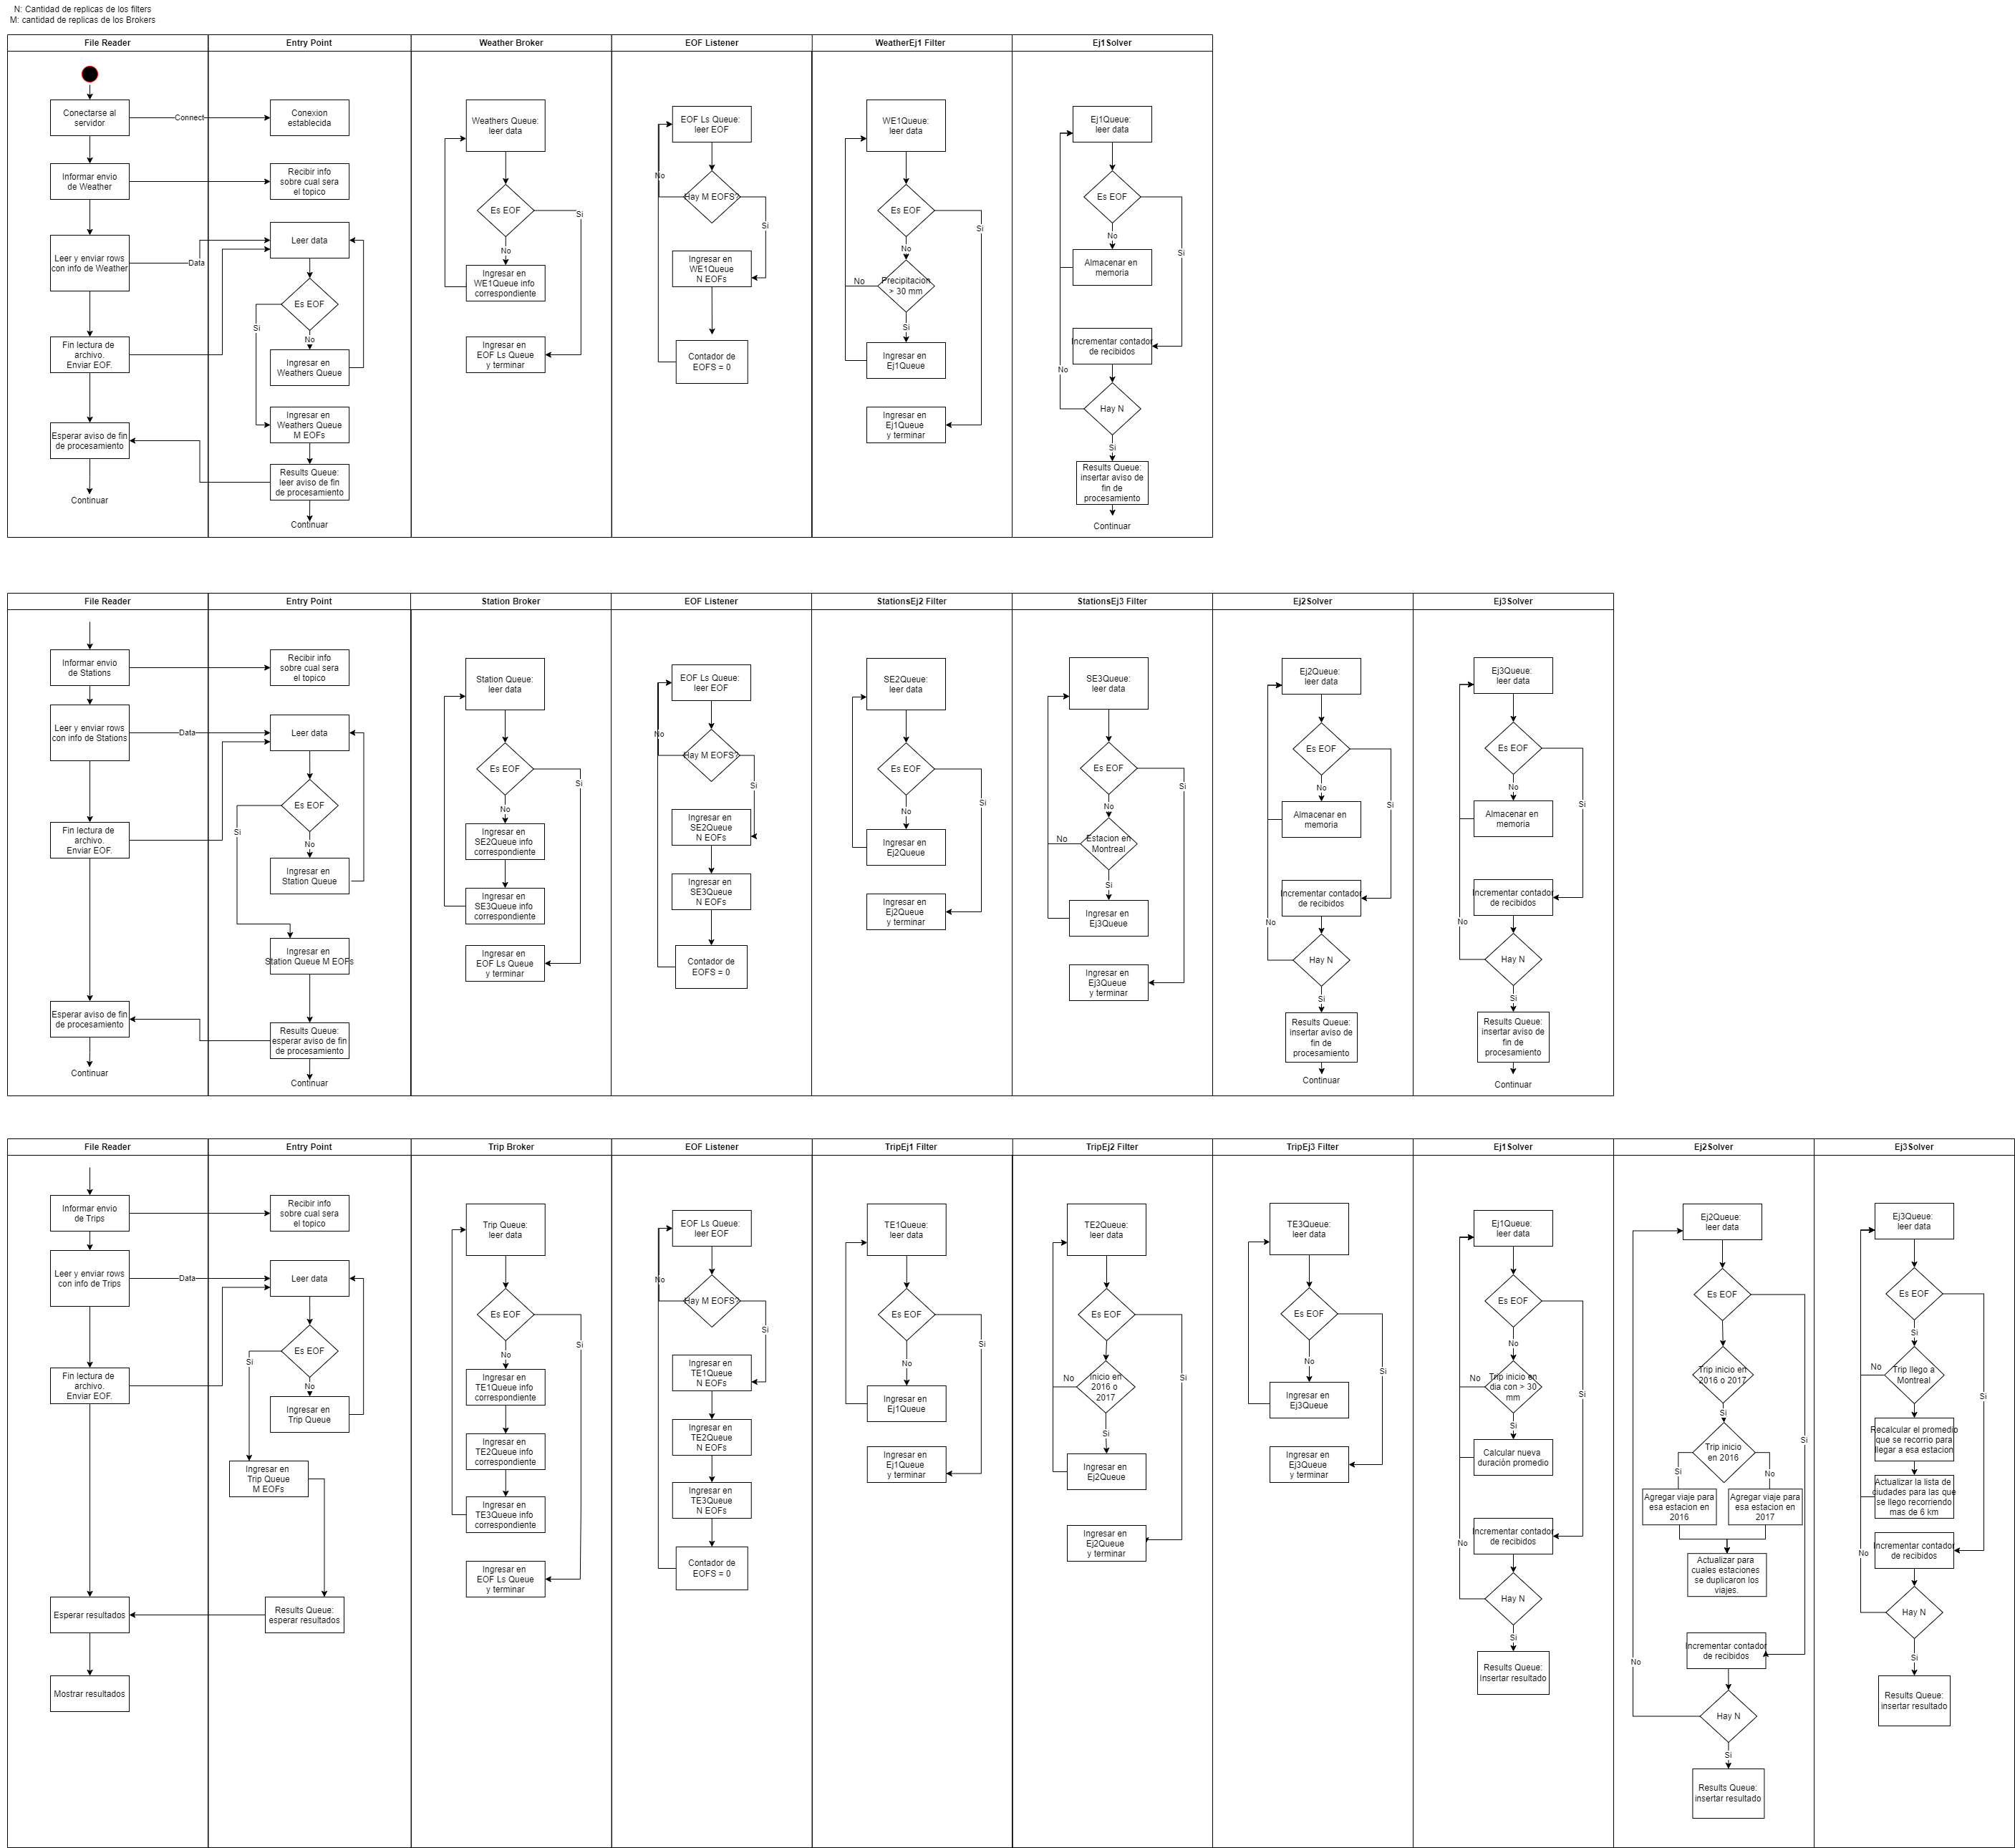 N: Cantidad de replicas de los filters
M: cantidad de replicas de los Brokers
File Reader
Conectarse al
servidor
Informar envio
de Weather
Leer y enviar rows
con info de Weather
Fin lectura de
archivo.
Enviar EOF.
Esperar aviso de fin
de procesamiento
Continuar
Connect
Data
Entry Point
Conexion
establecida
Recibir info
sobre cual sera
el topico
Leer data
Es EOF
Si
No
Ingresar en
Weathers Queue
Ingresar en
Weathers Queue
M EOFs
Results Queue:
leer aviso de fin
de procesamiento
Continuar
Weather Broker
Weathers Queue:
leer data
Es EOF
Si
No
Ingresar en
WE1Queue info
correspondiente
Ingresar en
EOF Ls Queue
y terminar
EOF Listener
EOF Ls Queue:
leer EOF
No
Hay M EOFS?
Si
Ingresar en
WE1Queue
N EOFs
Contador de
EOFS = 0
WeatherEj1 Filter
WE1Queue:
leer data
Es EOF
Si
No
Precipitacion
> 30 mm
No
Si
Ingresar en
Ej1Queue
Ingresar en
Ej1Queue
y terminar
Ej1Solver
Ej1Queue:
leer data
Es EOF
No
Si
Almacenar en
memoria
Incrementar contador
de recibidos
No
Hay N
Si
Results Queue:
insertar aviso de
fin de
procesamiento
Continuar
File Reader
Informar envio
de Stations
Leer y enviar rows
con info de Stations
Fin lectura de
archivo.
Enviar EOF.
Esperar aviso de fin
de procesamiento
Continuar
Data
Entry Point
Recibir info
sobre cual sera
el topico
Leer data
Es EOF
Si
No
Ingresar en
Station Queue
Ingresar en
Station Queue M EOFs
Results Queue:
esperar aviso de fin
de procesamiento
Continuar
Station Broker
Station Queue:
leer data
Es EOF
Si
No
Ingresar en
SE2Queue info
correspondiente
Ingresar en
SE3Queue info
correspondiente
Ingresar en
EOF Ls Queue
y terminar
EOF Listener
EOF Ls Queue:
leer EOF
No
Hay M EOFS?
Si
Ingresar en
SE2Queue
N EOFs
Ingresar en
SE3Queue
N EOFs
Contador de
EOFS = 0
StationsEj2 Filter
SE2Queue:
leer data
Es EOF
Si
No
Ingresar en
Ej2Queue
Ingresar en
Ej2Queue
y terminar
StationsEj3 Filter
SE3Queue:
leer data
Es EOF
Si
No
Estacion en
Montreal
No
Si
Ingresar en
Ej3Queue
Ingresar en
Ej3Queue
y terminar
Ej2Solver
Ej2Queue:
leer data
Es EOF
No
Si
Almacenar en
memoria
Incrementar contador
de recibidos
No
Hay N
Si
Results Queue:
insertar aviso de
fin de
procesamiento
Continuar
Ej3Solver
Ej3Queue:
leer data
Es EOF
No
Si
Almacenar en
memoria
Incrementar contador
de recibidos
No
Hay N
Si
Results Queue:
insertar aviso de
fin de
procesamiento
Continuar
File Reader
Informar envio
de Trips
Leer y enviar rows
con info de Trips
Fin lectura de
archivo.
Enviar EOF.
Esperar resultados
Mostrar resultados
Data
Entry Point
Recibir info
sobre cual sera
el topico
Leer data
Es EOF
Si
No
Ingresar en
Trip Queue
Ingresar en
Trip Queue
M EOFs
Results Queue:
esperar resultados
Trip Broker
Trip Queue:
leer data
Es EOF
Si
No
Ingresar en
TE1Queue info
correspondiente
Ingresar en
TE2Queue info
correspondiente
Ingresar en
TE3Queue info
correspondiente
Ingresar en
EOF Ls Queue
y terminar
EOF Listener
EOF Ls Queue:
leer EOF
No
Hay M EOFS?
Si
Ingresar en
TE1Queue
N EOFs
Ingresar en
TE2Queue
N EOFs
Ingresar en
TE3Queue
N EOFs
Contador de
EOFS = 0
TripEj1 Filter
TE1Queue:
leer data
Es EOF
Si
No
Ingresar en
Ej1Queue
Ingresar en
Ej1Queue
y terminar
TripEj2 Filter
TE2Queue:
leer data
Es EOF
Si
No
Inicio en
2016 o
2017
Si
Ingresar en
Ej2Queue
Ingresar en
Ej2Queue
y terminar
TripEj3 Filter
TE3Queue:
leer data
Es EOF
Si
No
Ingresar en
Ej3Queue
Ingresar en
Ej3Queue
y terminar
Ej1Solver
Ej1Queue:
leer data
Es EOF
No
Si
No
Trip inicio en
dia con > 30
mm
Si
Calcular nueva
duración promedio
Incrementar contador
de recibidos
No
Hay N
Si
Results Queue:
Insertar resultado
Ej2Solver
Ej2Queue:
leer data
Es EOF
Trip inicio en
2016 o 2017
Si
Si
Trip inicio
en 2016
Si
No
Agregar viaje para
esa estacion en
2016
Agregar viaje para
esa estacion en
2017
Actualizar para
cuales estaciones
se duplicaron los
viajes.
Incrementar contador
de recibidos
No
Hay N
Si
Results Queue:
insertar resultado
Ej3Solver
Ej3Queue:
leer data
Es EOF
Si
No
Trip llego a
Montreal
Si
Recalcular el promedio
que se recorrio para
llegar a esa estacion
Actualizar la lista de
ciudades para las que
se llego recorriendo
mas de 6 km
Incrementar contador
de recibidos
No
Hay N
Si
Results Queue:
insertar resultado